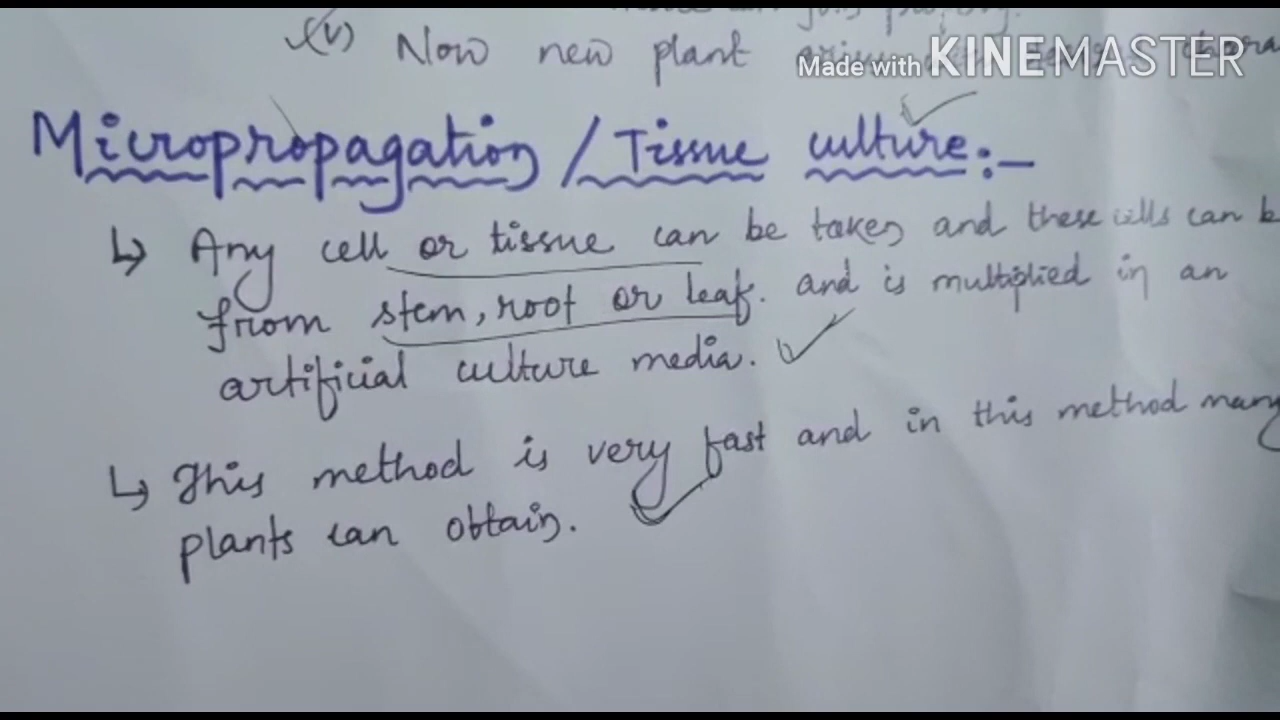 (v) Now new plant
Made with KINEMASTER
Micropropagation / Tissue culture:-
↳ Any cell or tissue can be taken and these cells can b
from stem, root or leaf. and is multiplied in an
artificial culture media.
↳ This method is very fast and in this method many
plants can obtain.